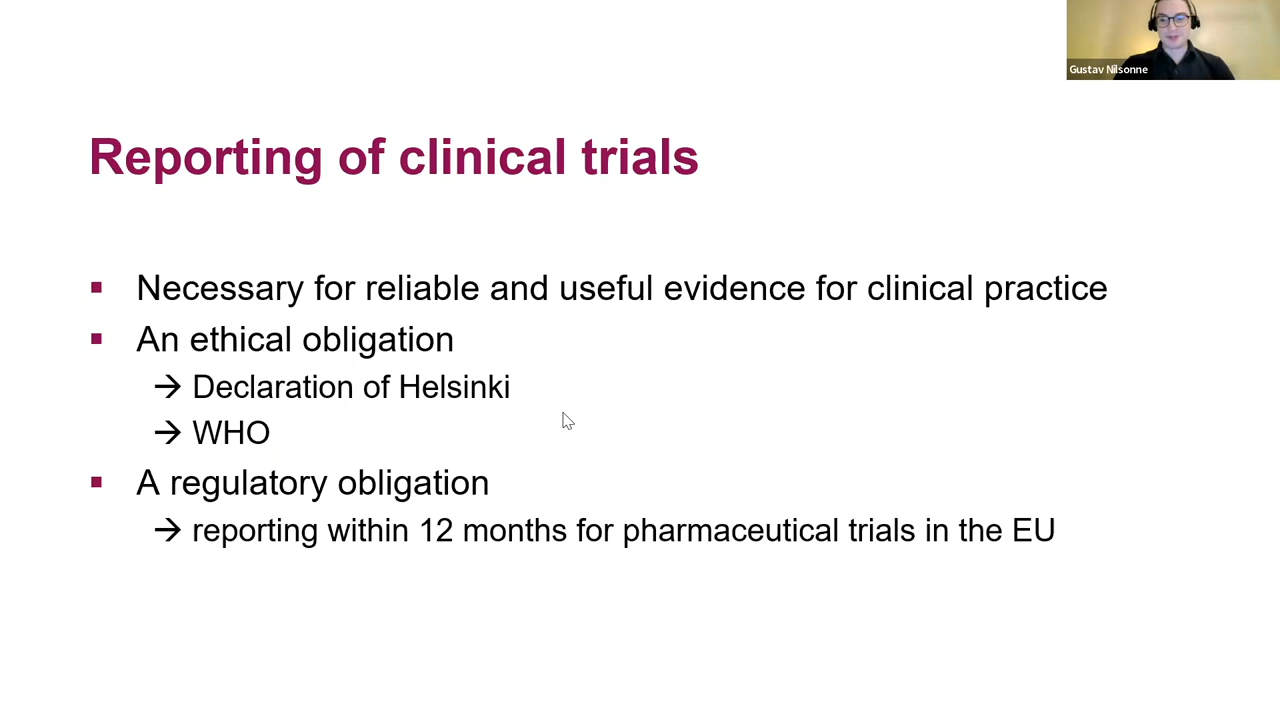 Gustav Nilsonne
Reporting of clinical trials
▪ Necessary for reliable and useful evidence for clinical practice
▪ An ethical obligation
→ Declaration of Helsinki
→ WHO
▪ A regulatory obligation
→ reporting within 12 months for pharmaceutical trials in the EU